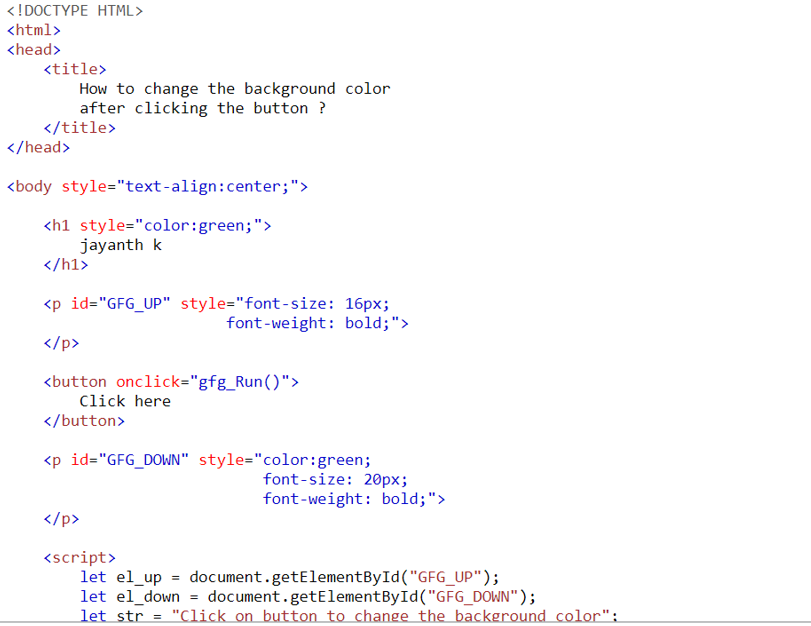 <!DOCTYPE HTML>
<html>
<head>
    <title>
        How to change the background color
        after clicking the button ?
    </title>
</head>

<body style="text-align:center;">

    <h1 style="color:green;">
        jayanth k
    </h1>

    <p id="GFG_UP" style="font-size: 16px;
                        font-weight: bold;">
    </p>

    <button onclick="gfg_Run()">
        Click here
    </button>

    <p id="GFG_DOWN" style="color:green;
                            font-size: 20px;
                            font-weight: bold;">
    </p>

    <script>
        let el_up = document.getElementById("GFG_UP");
        let el_down = document.getElementById("GFG_DOWN");
        let str = "Click on button to change the background color";